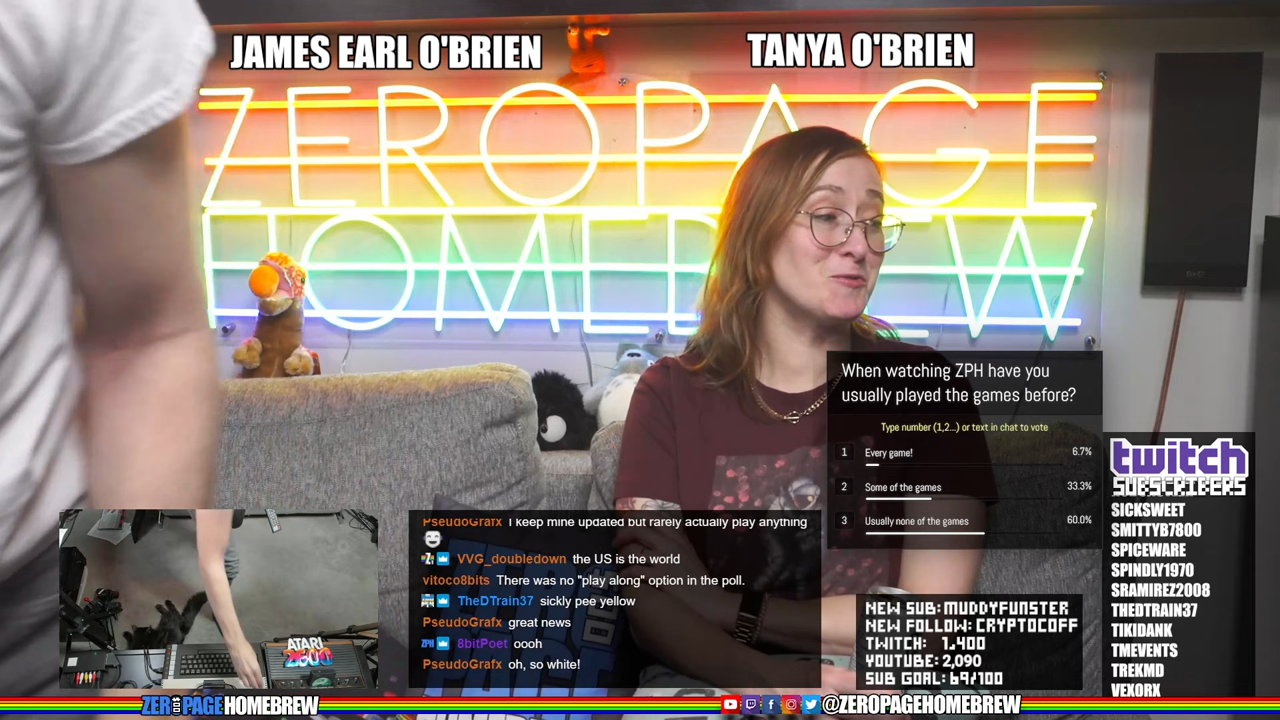 JAMES EARL O'BRIEN
TANYA O'BRIEN
ZEROPAGE
HOMEBREW
When watching ZPH have you
usually played the games before?
Type number (1,2...) or text in chat to vote
1 Every game! 6.7%
2 Some of the games 33.3%
3 Usually none of the games 60.0%
twitch
SUBSCRIBERS
SICKSWEET
SMITTYB7800
SPICEWARE
SPINDLY1970
SRAMIREZ2008
THEDTRAIN37
TIKIDANK
TMEVENTS
TREKMD
VEXORX
PseudoGrafx I keep mine updated but rarely actually play anything
VVG_doubledown the US is the world
vitoco8bits There was no "play along" option in the poll.
TheDTrain37 sickly pee yellow
PseudoGrafx great news
ZPH 8bitPoet oooh
PseudoGrafx oh, so white!
ATARI
2600
NEW SUB: MUDDYFUNSTER
NEW FOLLOW: CRYPTOCOFF
TWITCH: 1,400
YOUTUBE: 2,090
SUB GOAL: 69/100
ZEROPAGEHOMEBREW
@ZEROPAGEHOMEBREW